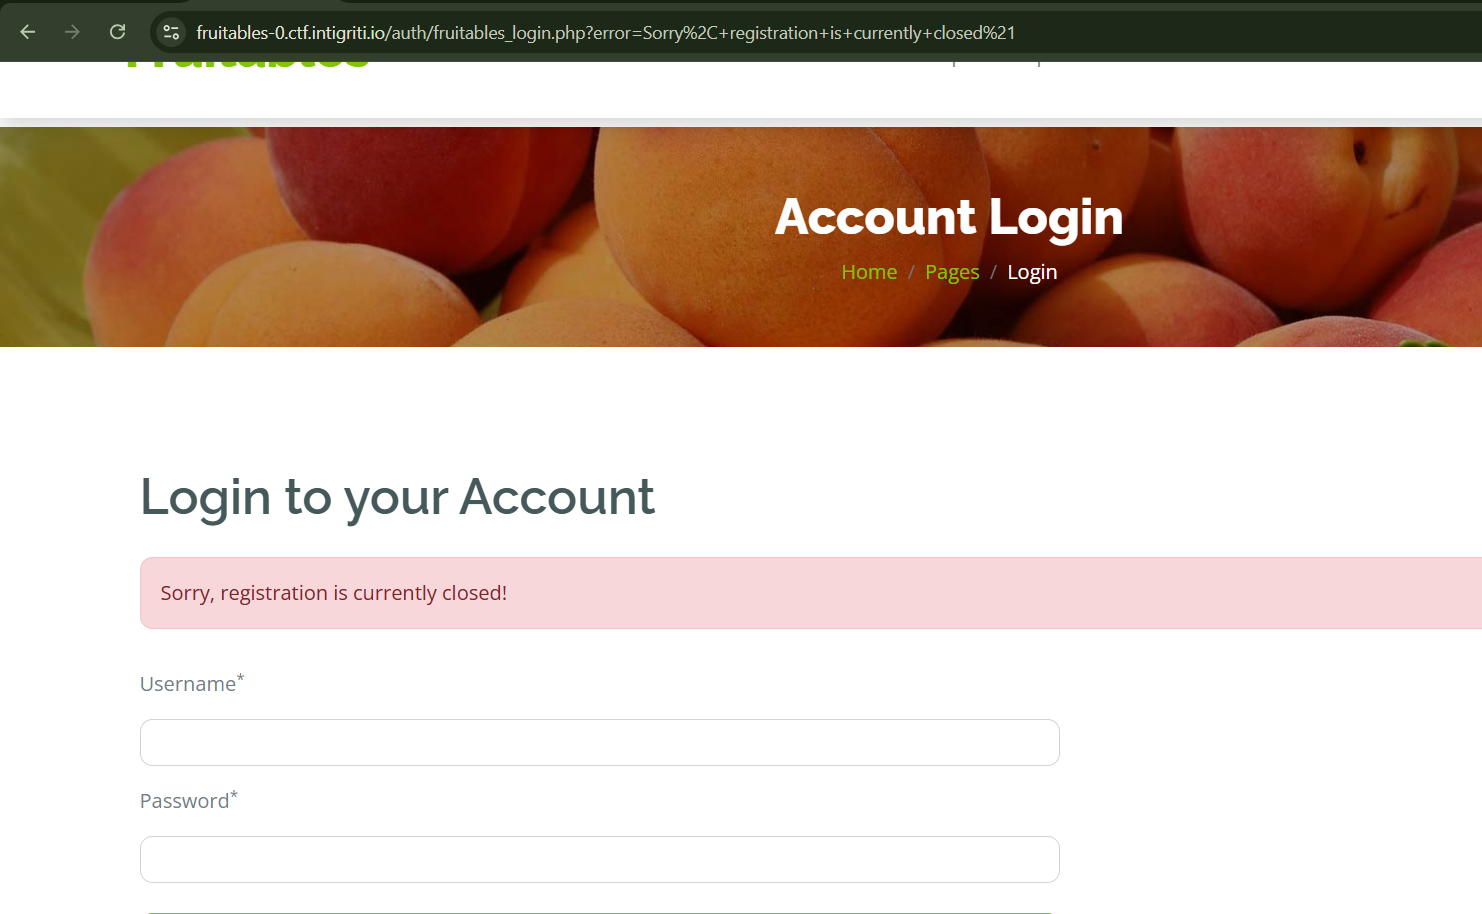 fruitables-0.ctf.intigriti.io/auth/fruitables_login.php?error=Sorry%2C+registration+is+currently+closed%21
Account Login
Home / Pages / Login
Login to your Account
Sorry, registration is currently closed!
Username*
Password*